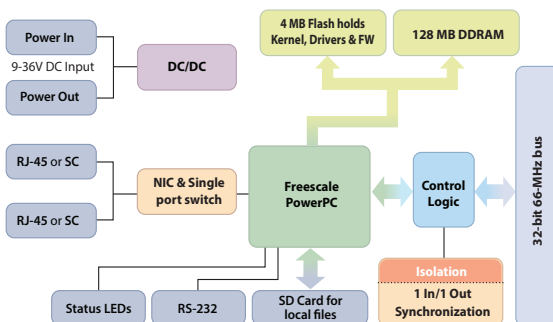 Power In
9-36V DC Input
Power Out
DC/DC
4 MB Flash holds
Kernel, Drivers & FW
128 MB DDRAM
RJ-45 or SC
RJ-45 or SC
NIC & Single
port switch
Freescale
PowerPC
Control
Logic
32-bit 66-MHz bus
Isolation
1 In/1 Out
Synchronization
Status LEDs
RS-232
SD Card for
local files